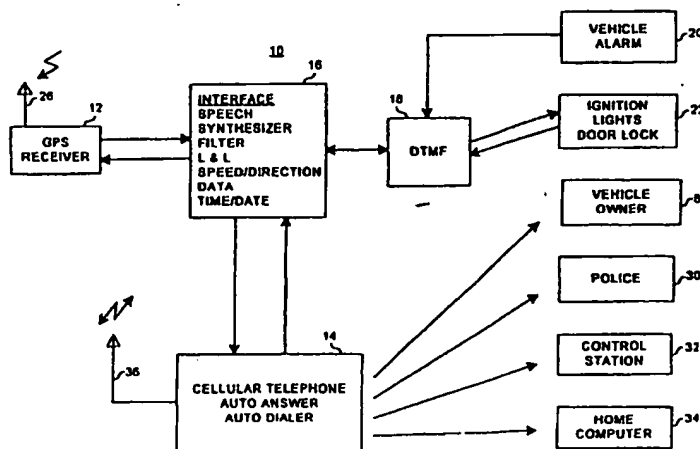 10
VEHICLE
ALARM
20
26
12
GPS
RECEIVER
16
INTERFACE
SPEECH
SYNTHESIZER
FILTER
L & L
SPEED/DIRECTION
DATA
TIME/DATE
18
DTMF
IGNITION
LIGHTS
DOOR LOCK
22
VEHICLE
OWNER
8
POLICE
30
36
14
CELLULAR TELEPHONE
AUTO ANSWER
AUTO DIALER
CONTROL
STATION
32
HOME
COMPUTER
34